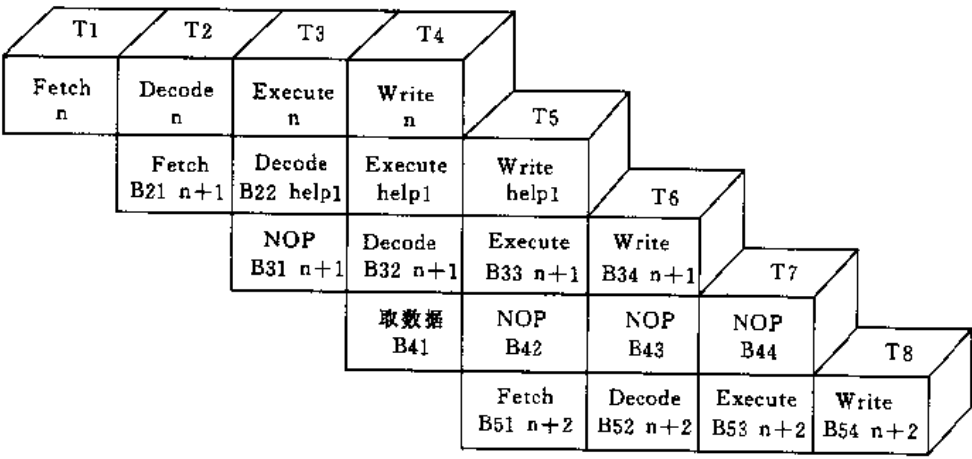 T1 T2 T3 T4
Fetch Decode Execute Write
n n n n
T5
Fetch Decode Execute Write
B21 n+1 B22 help1 help1 help1
T6
NOP Decode Execute Write
B31 n+1 B32 n+1 B33 n+1 B34 n+1
T7
取数据 NOP NOP NOP
B41 B42 B43 B44
T8
Fetch Decode Execute Write
B51 n+2 B52 n+2 B53 n+2 B54 n+2